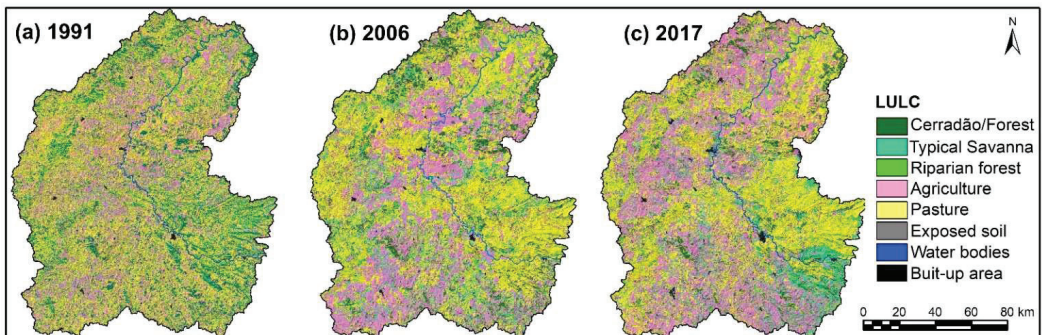 (a) 1991
(b) 2006
(c) 2017
N
LULC
Cerradão/Forest
Typical Savanna
Riparian forest
Agriculture
Pasture
Exposed soil
Water bodies
Buit-up area
0 20 40 60 80 km